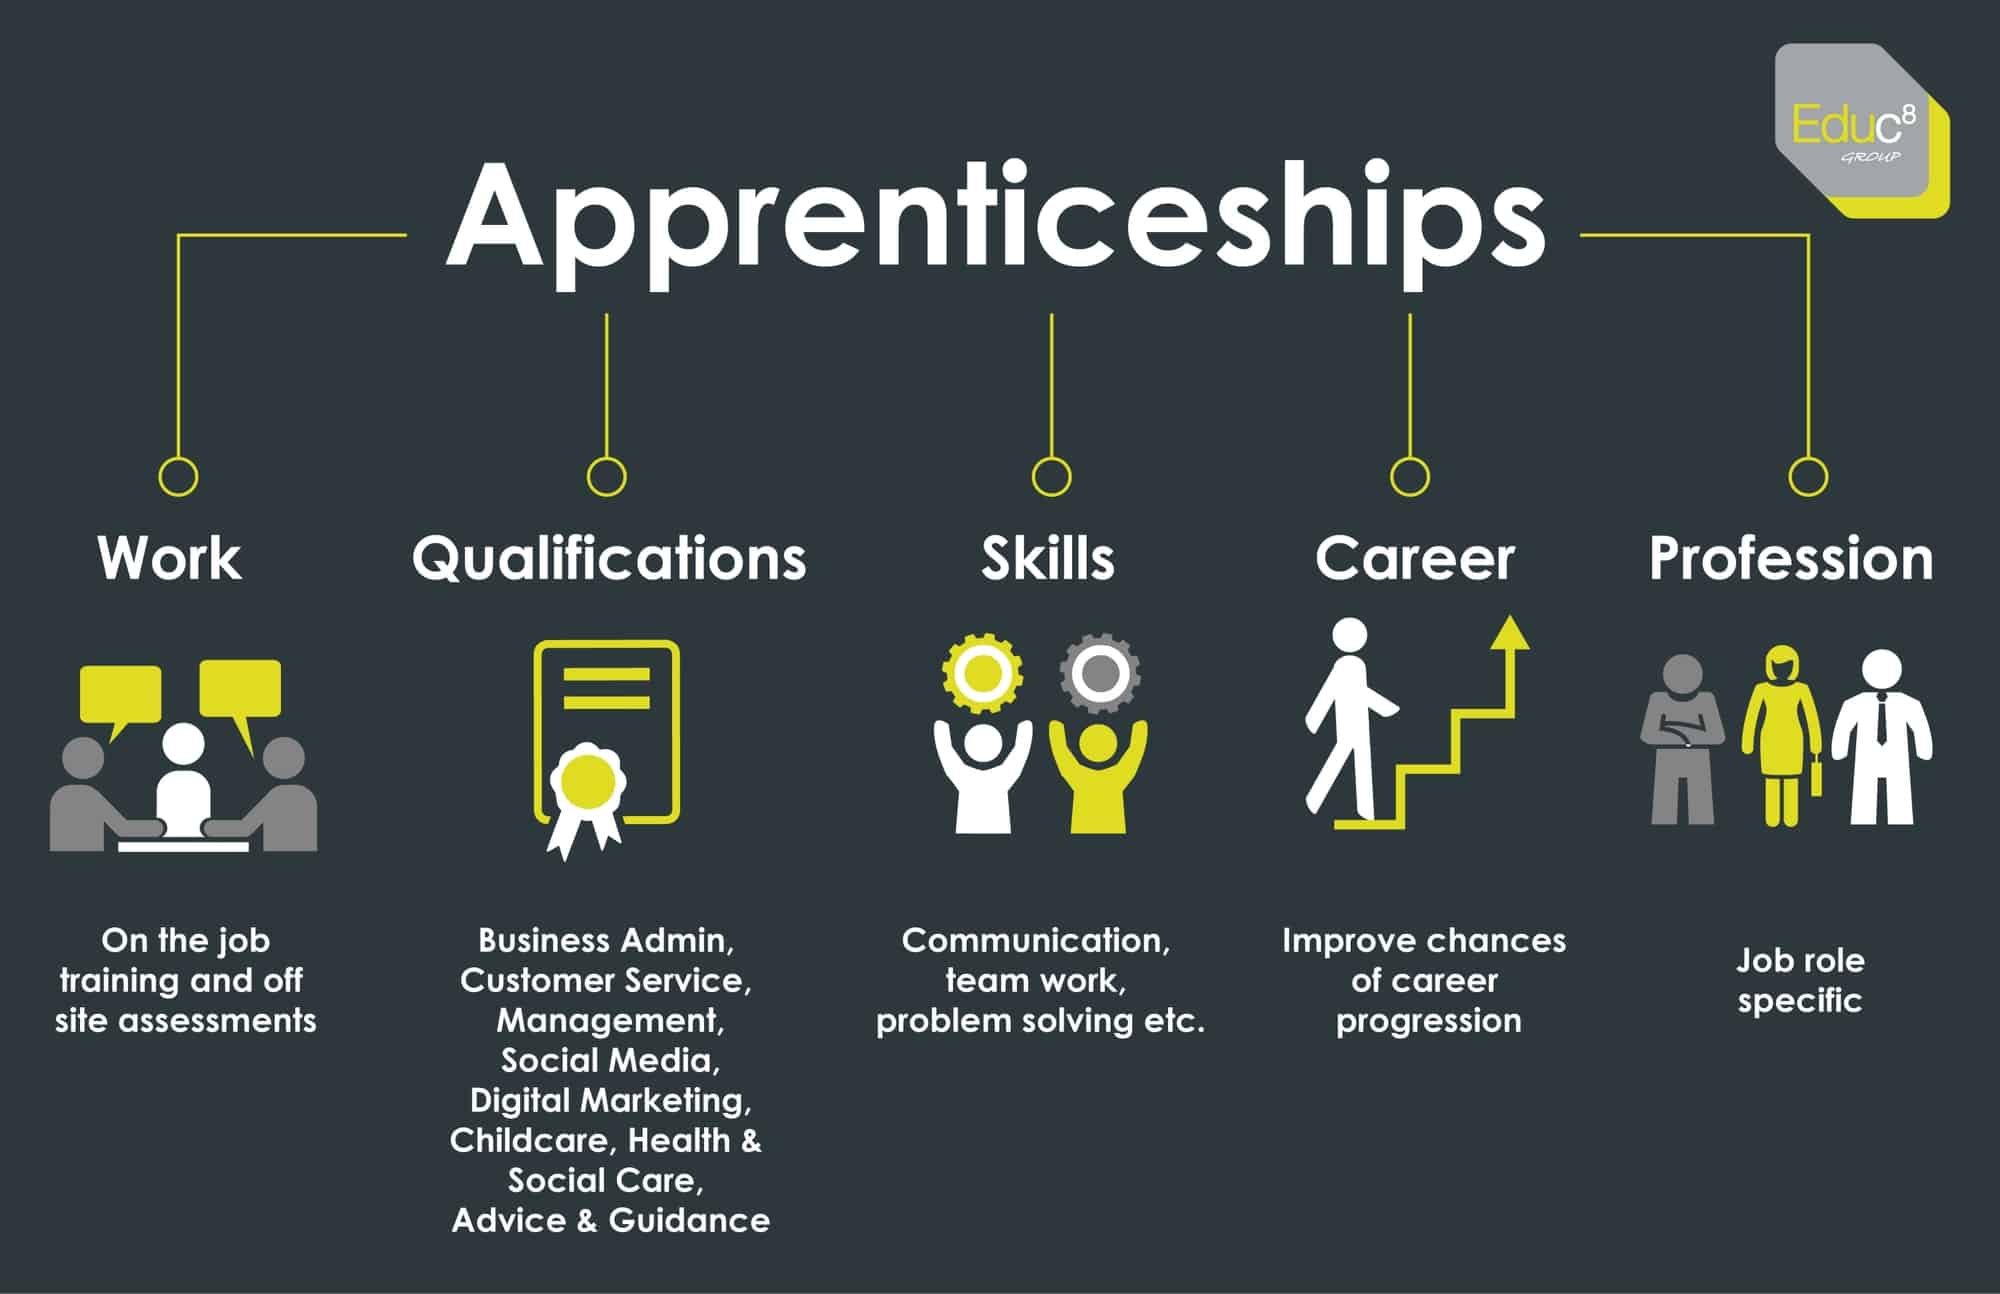 Educ8
GROUP
Apprenticeships
Work
Qualifications
Skills
Career
Profession
On the job
training and off
site assessments
Business Admin,
Customer Service,
Management,
Social Media,
Digital Marketing,
Childcare, Health &
Social Care,
Advice & Guidance
Communication,
team work,
problem solving etc.
Improve chances
of career
progression
Job role
specific